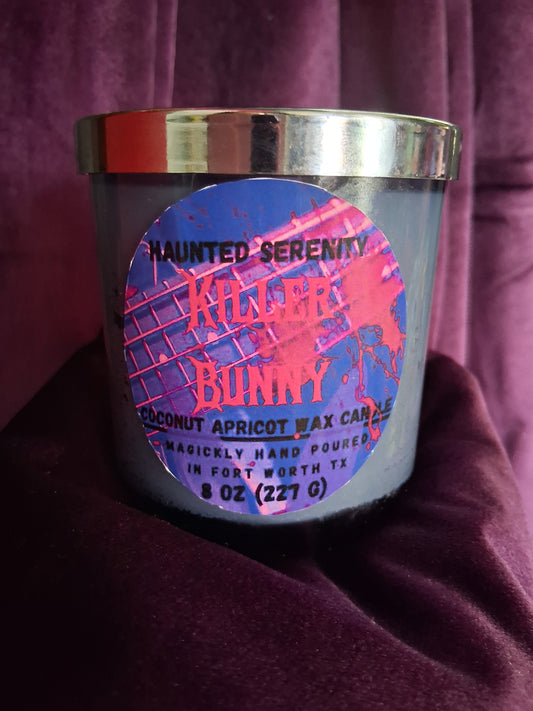 HAUNTED SERENITY
KILLER
BUNNY
COCONUT APRICOT WAX CANDLE
MAGICKLY HAND POURED
IN FORT WORTH TX
8 OZ (227 G)